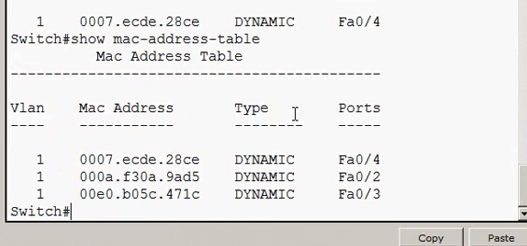 1 0007.ecde.28ce DYNAMIC Fa0/4
Switch#show mac-address-table
Mac Address Table
-------------------------------------------
Vlan Mac Address Type Ports
---- ----------- -------- -----
1 0007.ecde.28ce DYNAMIC Fa0/4
1 000a.f30a.9ad5 DYNAMIC Fa0/2
1 00e0.b05c.471c DYNAMIC Fa0/3
Switch#
Copy Paste